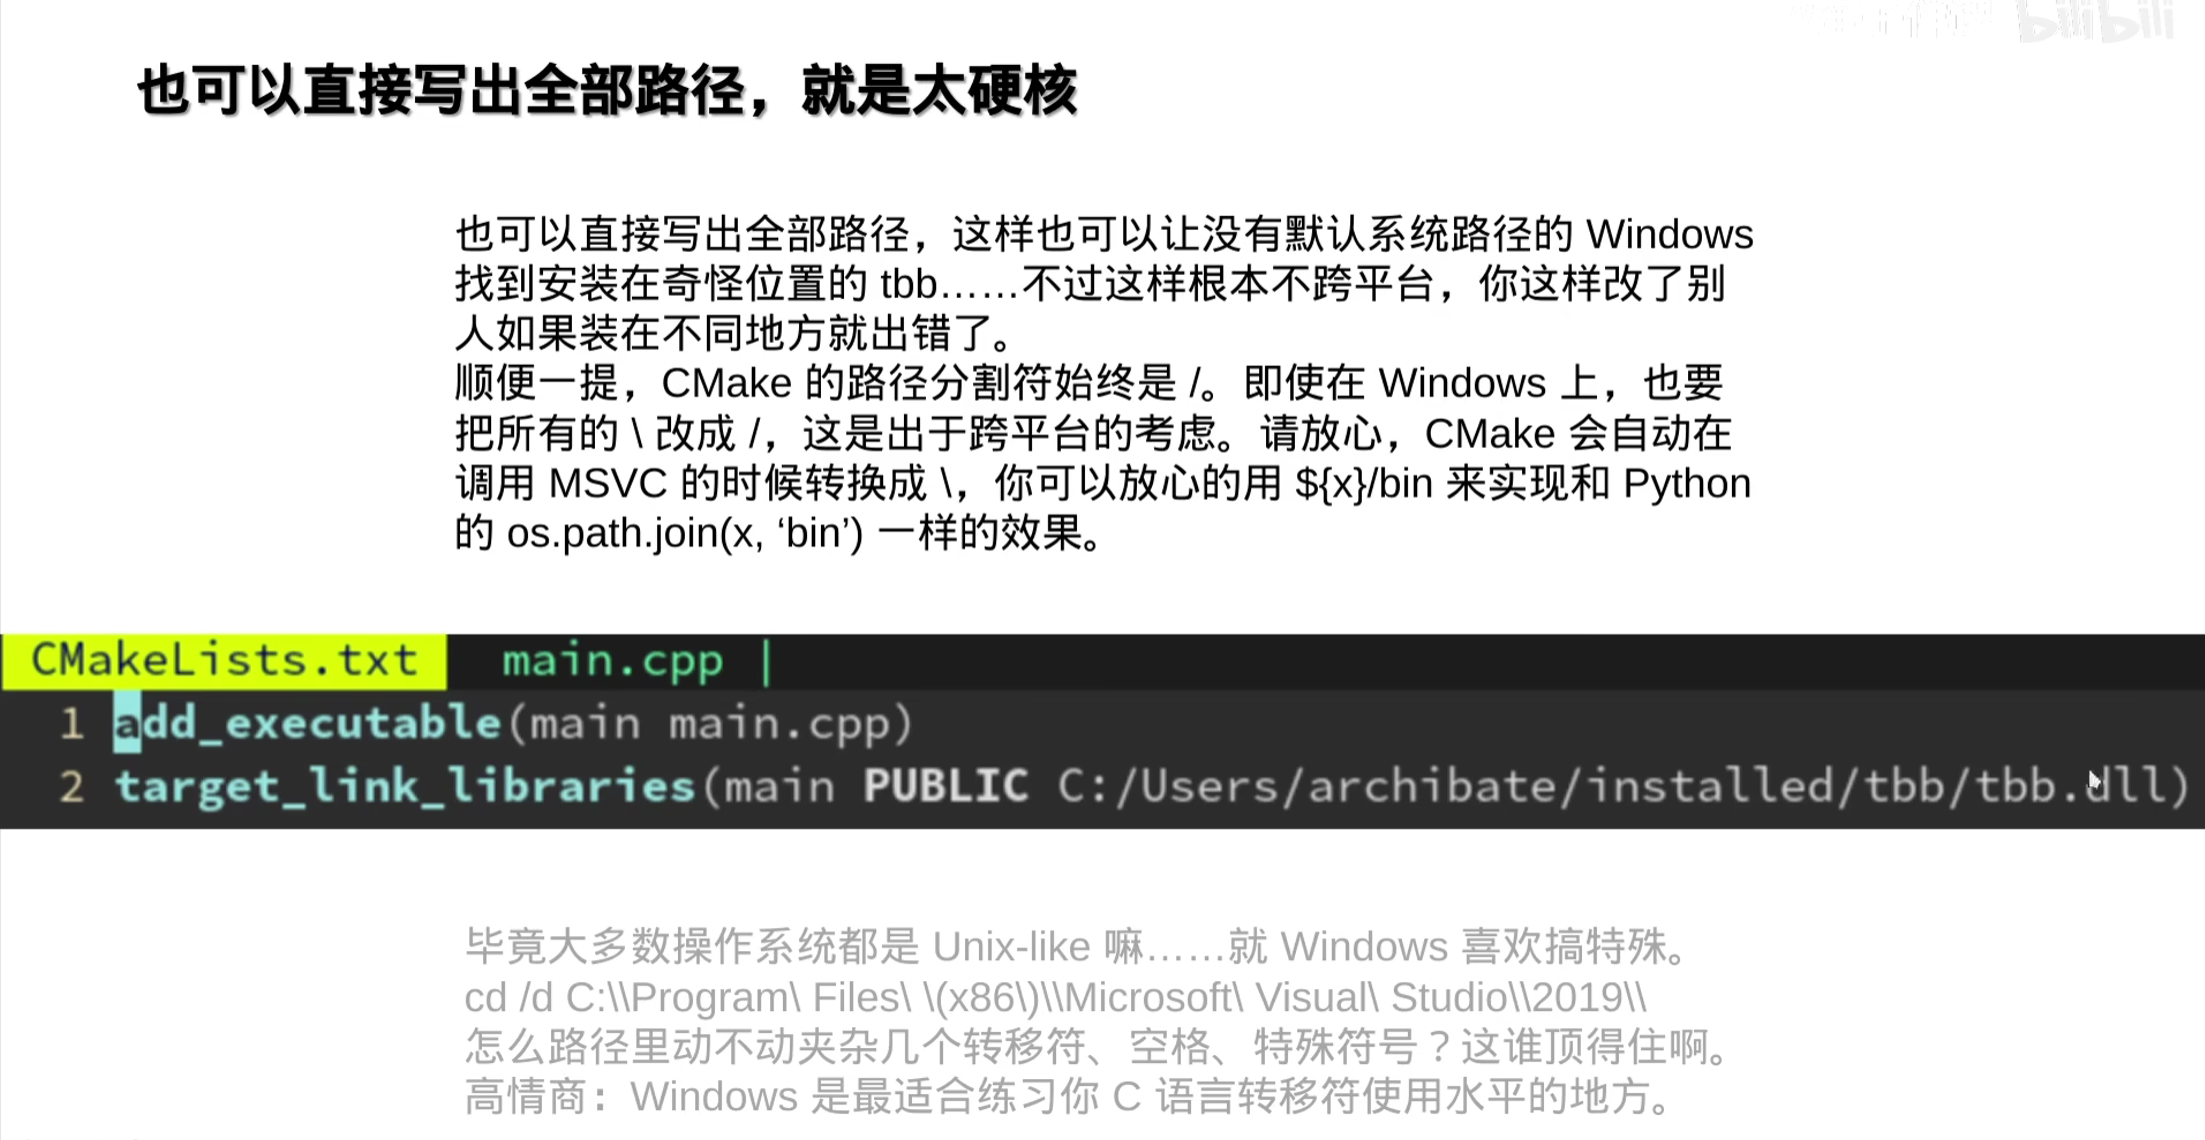 bilibili
也可以直接写出全部路径，就是太硬核
也可以直接写出全部路径，这样也可以让没有默认系统路径的 Windows
找到安装在奇怪位置的 tbb……不过这样根本不跨平台，你这样改了别
人如果装在不同地方就出错了。
顺便一提，CMake 的路径分割符始终是 /。即使在 Windows 上，也要
把所有的 \ 改成 /，这是出于跨平台的考虑。请放心，CMake 会自动在
调用 MSVC 的时候转换成 \，你可以放心的用 ${x}/bin 来实现和 Python
的 os.path.join(x, ‘bin’) 一样的效果。
CMakeLists.txt main.cpp |
1 add_executable(main main.cpp)
2 target_link_libraries(main PUBLIC C:/Users/archibate/installed/tbb/tbb.dll)
毕竟大多数操作系统都是 Unix-like 嘛……就 Windows 喜欢搞特殊。
cd /d C:\\Program\ Files\ \(x86\)\\Microsoft\ Visual\ Studio\\2019\\
怎么路径里动不动夹杂几个转移符、空格、特殊符号？这谁顶得住啊。
高情商：Windows 是最适合练习你 C 语言转移符使用水平的地方。